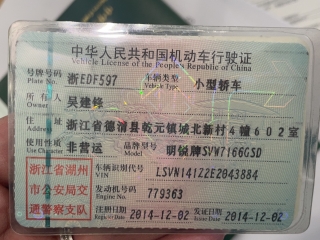 中华人民共和国机动车行驶证
Vehicle License of the People's Republic of China
号牌号码 浙EDF597 车辆类型 小型轿车
Plate No. Vehicle Type
所有人 吴建锋
Owner
住址 浙江省德清县乾元镇城北新村4幢602室
Address
使用性质 非营运 品牌型号 明锐牌SVW7166GSD
Use Character Model
浙江省湖州
市公安局交
通警察支队
车辆识别代号 LSVN141Z2E2043884
VIN
发动机号码 779363
Engine No.
注册日期 2014-12-02 发证日期 2014-12-02
Register Date Issue Date